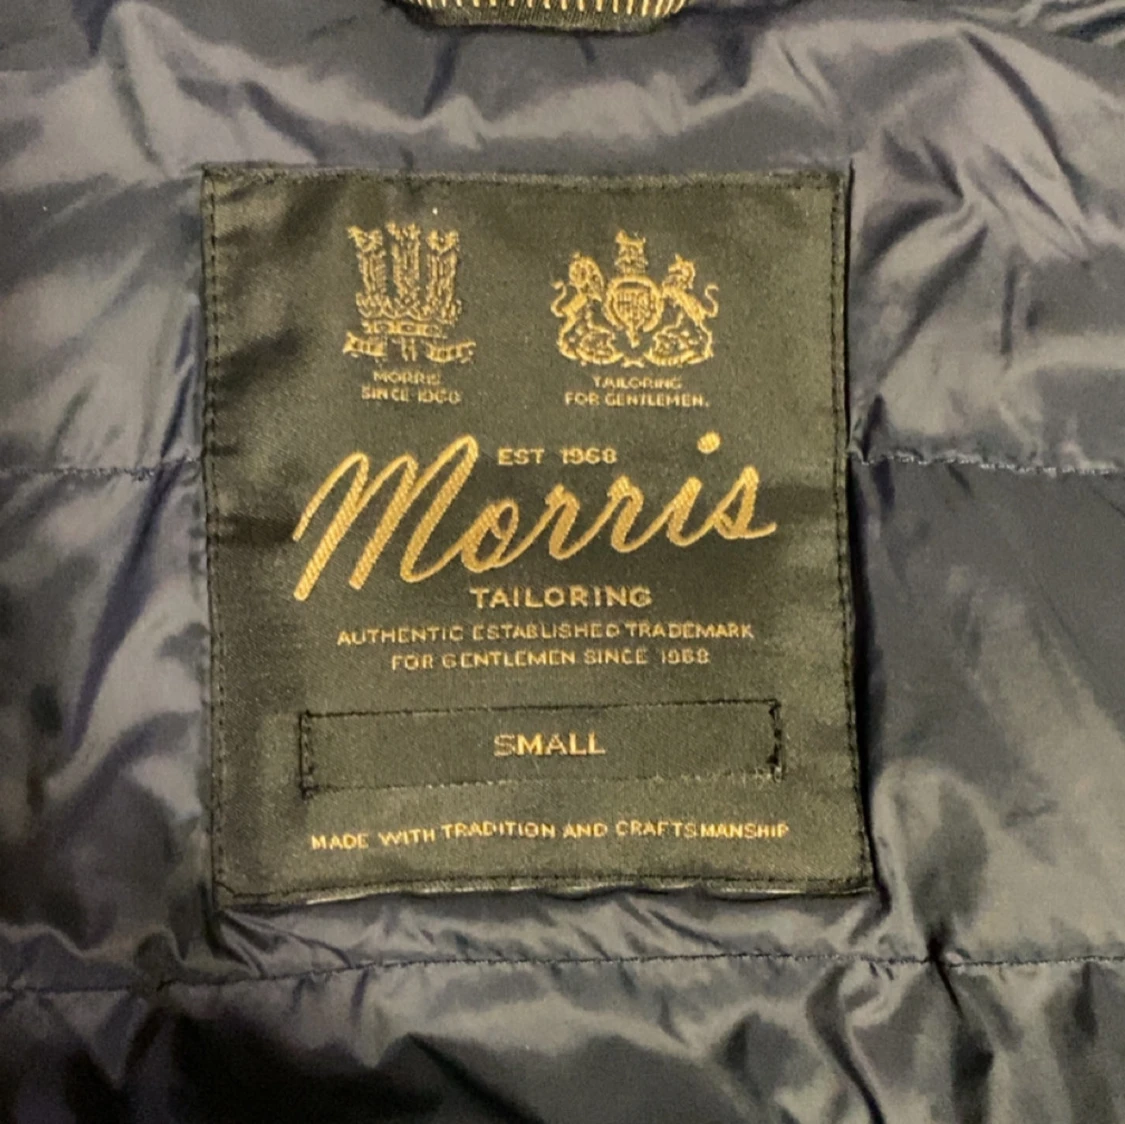 MORRIS
SINCE 1968
TAILORING
FOR GENTLEMEN.
EST 1968
Morris
TAILORING
AUTHENTIC ESTABLISHED TRADEMARK
FOR GENTLEMEN SINCE 1968
SMALL
MADE WITH TRADITION AND CRAFTSMANSHIP